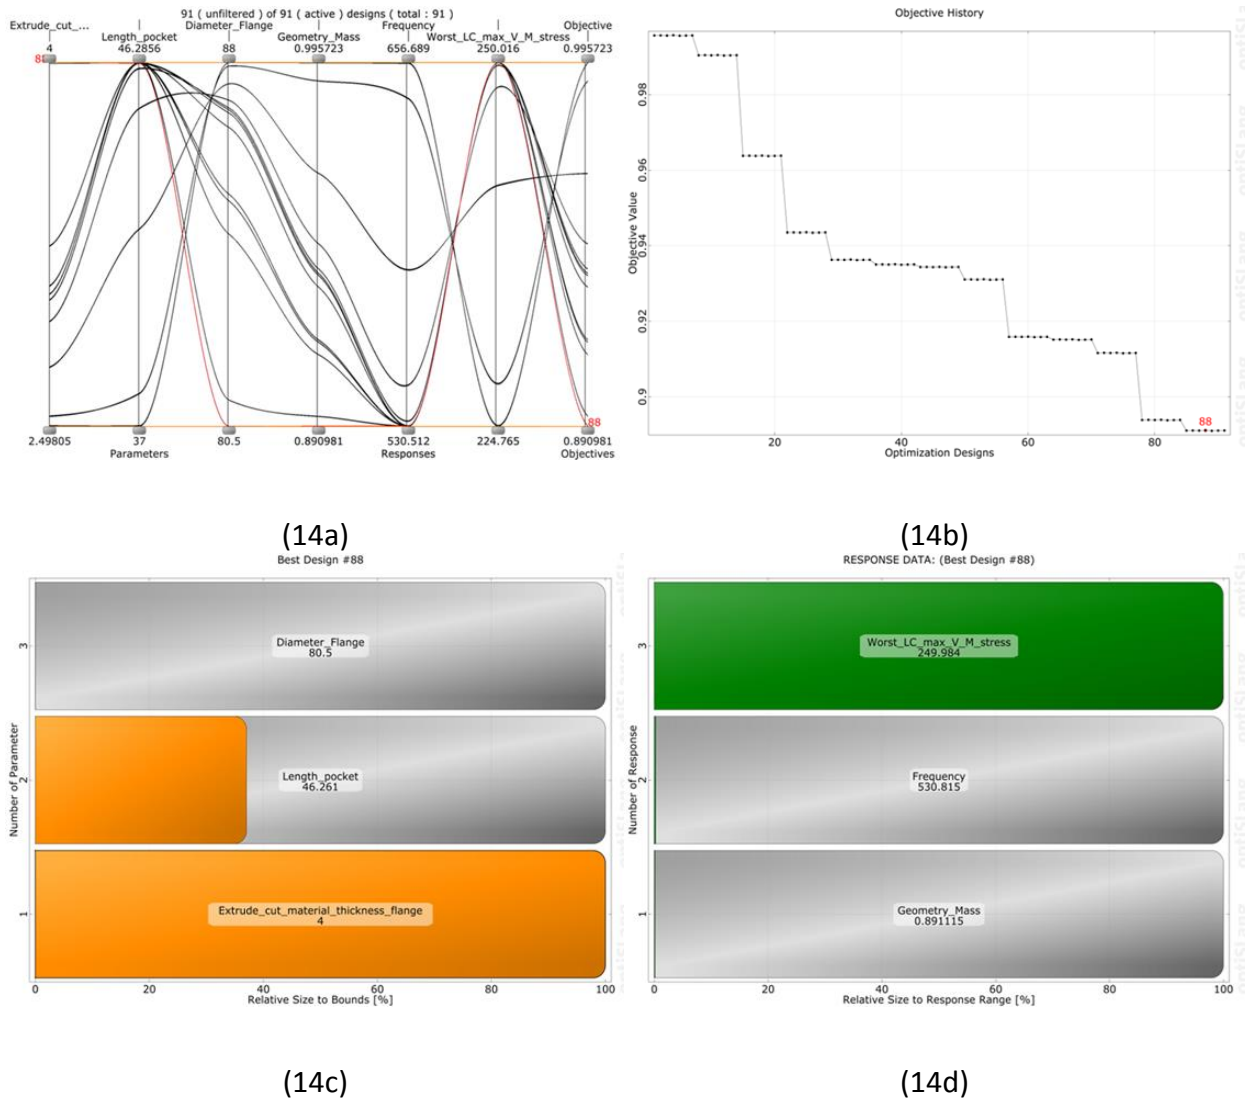 91 ( unfiltered ) of 91 ( active ) designs ( total : 91 )
Extrude_cut_... Diameter_Flange Frequency Objective
Length_pocket Geometry_Mass Worst_LC_max_V_M_stress
4 46.2856 88 0.995723 656.689 250.016 0.995723
88
2.49805 37 80.5 0.890981 530.512 224.765 0.890981
Parameters Responses Objectives
Objective History
Objective Value
0.98
0.96
0.94
0.92
0.9
88
20 40 60 80
Optimization Designs
optiSLang
(14a)
(14b)
Best Design #88
Number of Parameter
3
Diameter_Flange
80.5
2
Length_pocket
46.261
1
Extrude_cut_material_thickness_flange
4
0 20 40 60 80 100
Relative Size to Bounds [%]
RESPONSE DATA: (Best Design #88)
Number of Response
3
Worst_LC_max_V_M_stress
249.984
2
Frequency
530.815
1
Geometry_Mass
0.891115
0 20 40 60 80 100
Relative Size to Response Range [%]
optiSLang
(14c)
(14d)